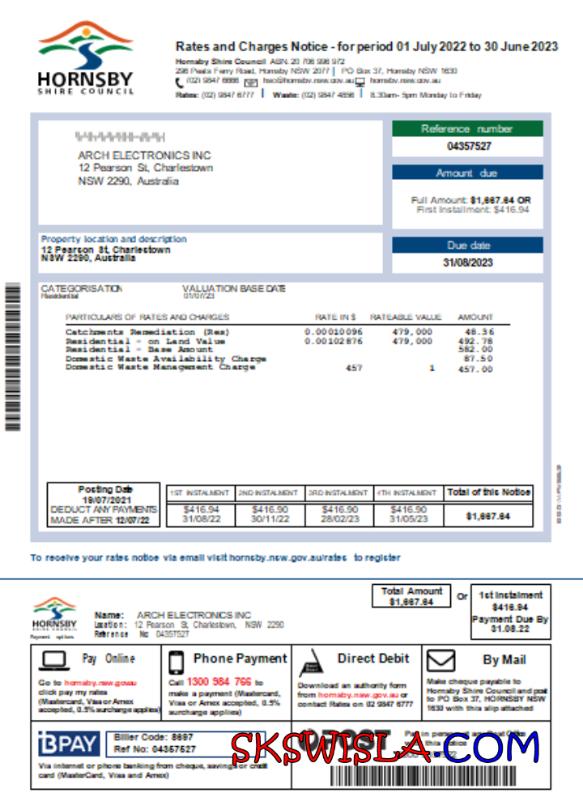 HORNSBY
SHIRE COUNCIL
Rates and Charges Notice - for period 01 July 2022 to 30 June 2023
Hornsby Shire Council ABN: 20 706 996 972
296 Peats Ferry Road, Hornsby NSW 2077 | PO Box 37, Hornsby NSW 1630
(02) 9847 6666 hsc@hornsby.nsw.gov.au hornsby.nsw.gov.au
Rates: (02) 9847 6777 | Waste: (02) 9847 4856 | 8.30am- 5pm Monday to Friday
ARCH ELECTRONICS INC
12 Pearson St, Charlestown
NSW 2290, Australia
Reference number
04357527
Amount due
Full Amount: $1,667.64 OR
First Installment: $416.94
Property location and description
12 Pearson St, Charlestown
NSW 2290, Australia
Due date
31/08/2023
CATEGORISATION VALUATION BASE DATE
Residential 01/07/23
PARTICULARS OF RATES AND CHARGES RATE IN $ RATEABLE VALUE AMOUNT
Catchments Remediation (Res) 0.00010096 479,000 48.36
Residential - on Land Value 0.00102876 479,000 492.78
Residential - Base Amount 582.00
Domestic Waste Availability Charge 87.50
Domestic Waste Management Charge 457 1 457.00
Posting Date
19/07/2021
DEDUCT ANY PAYMENTS
MADE AFTER 12/07/22
1ST INSTALMENT 2ND INSTALMENT 3RD INSTALMENT 4TH INSTALMENT Total of this Notice
$416.94 $416.90 $416.90 $416.90 $1,667.64
31/08/22 30/11/22 28/02/23 31/05/23
To receive your rates notice via email visit hornsby.nsw.gov.au/rates to register
HORNSBY
SHIRE COUNCIL
Payment options
Name: ARCH ELECTRONICS INC
Location: 12 Pearson St, Charlestown, NSW 2290
Reference No: 04357527
Total Amount
$1,667.64
Or
1st Instalment
$416.94
Payment Due By
31.08.22
Pay Online
Go to hornsby.nsw.gov.au
click pay my rates
(Mastercard, Visa or Amex
accepted, 0.5% surcharge applies)
Phone Payment
Call 1300 984 766 to
make a payment (Mastercard,
Visa or Amex accepted, 0.5%
surcharge applies)
Direct Debit
Download an authority form
from hornsby.nsw.gov.au or
contact Rates on 02 9847 6777
By Mail
Make cheque payable to
Hornsby Shire Council and post
to PO Box 37, HORNSBY NSW
1630 with this slip attached
BPAY
Biller Code: 8697
Ref No: 04357527
Via internet or phone banking from cheque, savings or credit
card (MasterCard, Visa and Amex)
POST
Pay in person
this notice
SKSWISLA.COM